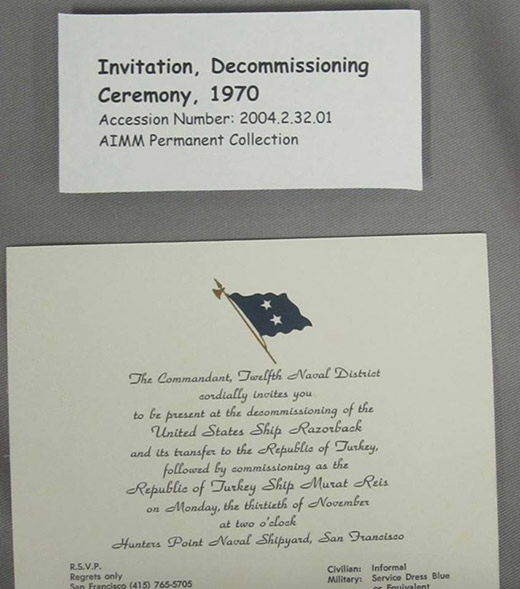 Invitation, Decommissioning
Ceremony, 1970
Accession Number: 2004.2.32.01
AIMM Permanent Collection
The Commandant, Twelfth Naval District
cordially invites you
to be present at the decommissioning of the
United States Ship Razorback
and its transfer to the Republic of Turkey,
followed by commissioning as the
Republic of Turkey Ship Murat Reis
on Monday, the thirtieth of November
at two o'clock
Hunters Point Naval Shipyard, San Francisco
R.S.V.P.
Regrets only
San Francisco (415) 765-5705
Civilian: Informal
Military: Service Dress Blue
or Equivalent